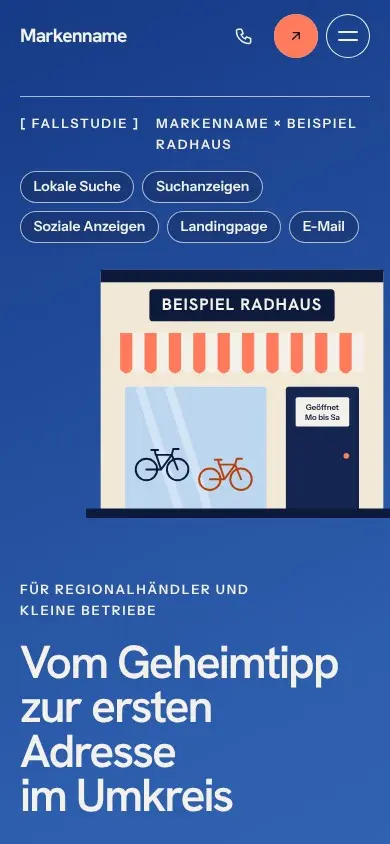 Markenname
[ FALLSTUDIE ] MARKENNAME × BEISPIEL
RADHAUS
Lokale Suche
Suchanzeigen
Soziale Anzeigen
Landingpage
E-Mail
BEISPIEL RADHAUS
Geöffnet
Mo bis Sa
FÜR REGIONALHÄNDLER UND
KLEINE BETRIEBE
Vom Geheimtipp
zur ersten
Adresse
im Umkreis